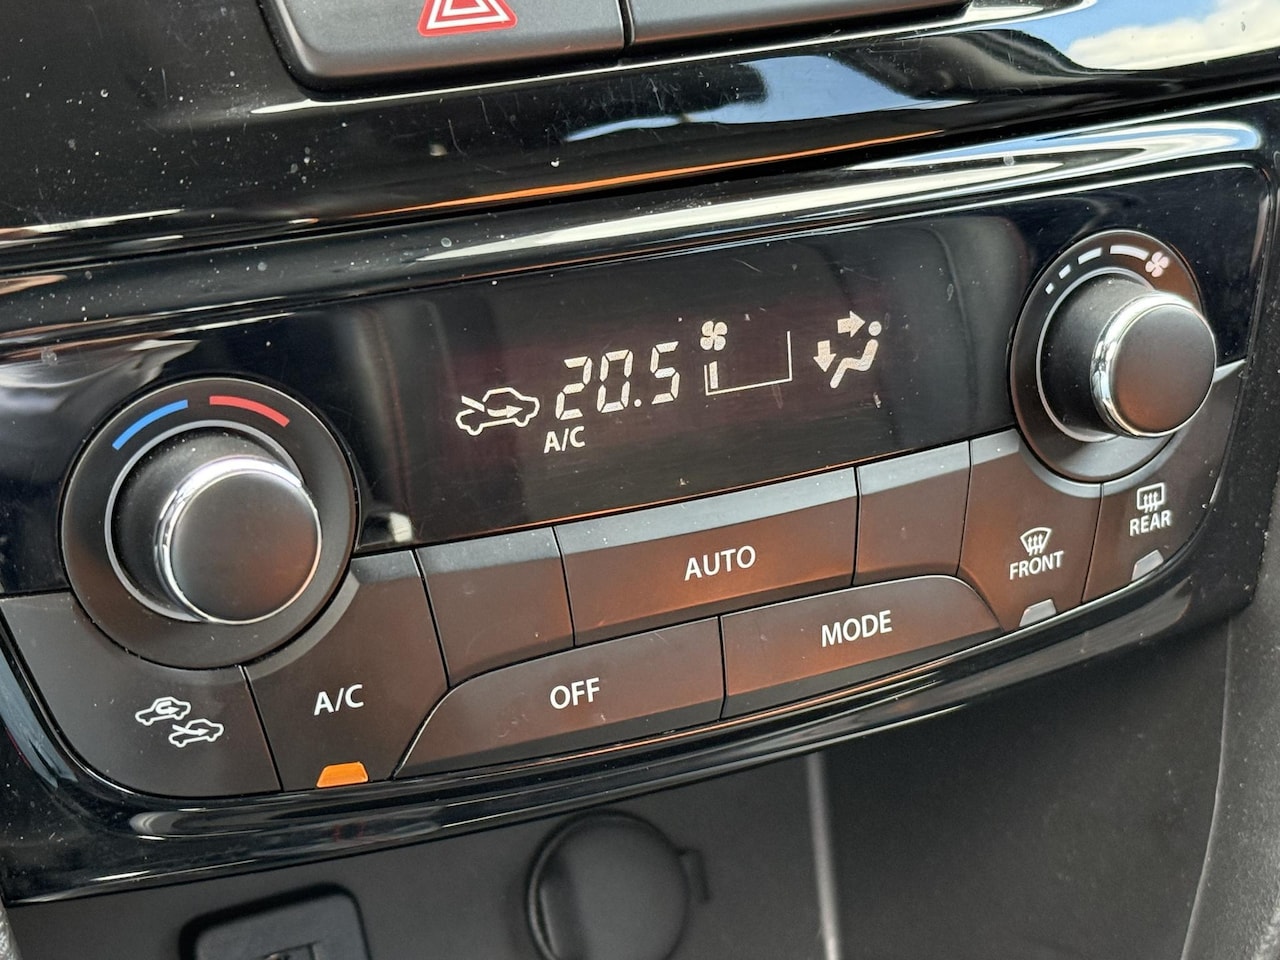 20.5
A/C
AUTO
FRONT
REAR
A/C
OFF
MODE